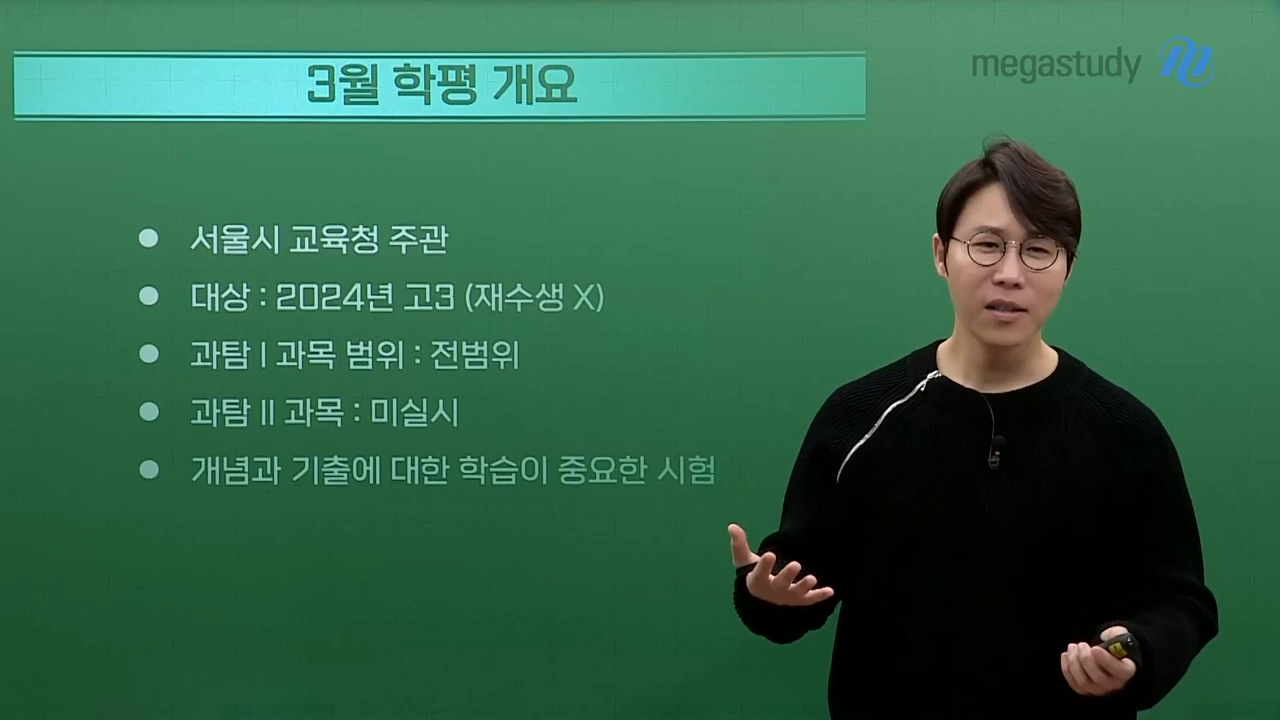 3월 학평 개요
megastudy
서울시 교육청 주관
대상 : 2024년 고3 (재수생 X)
과탐 I 과목 범위 : 전범위
과탐 II 과목 : 미실시
개념과 기출에 대한 학습이 중요한 시험